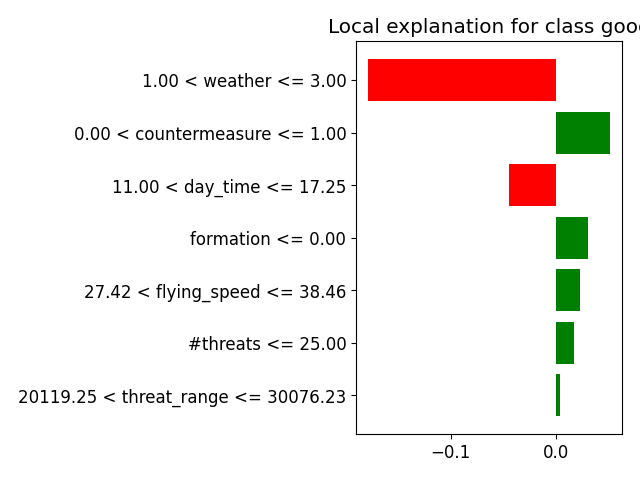 Local explanation for class goo
1.00 < weather <= 3.00
0.00 < countermeasure <= 1.00
11.00 < day_time <= 17.25
formation <= 0.00
27.42 < flying_speed <= 38.46
#threats <= 25.00
20119.25 < threat_range <= 30076.23
−0.1 0.0